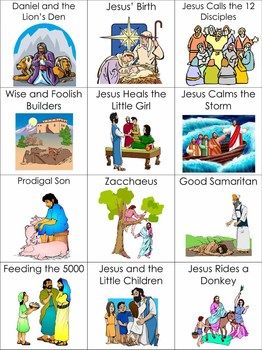 Daniel and the
Lion's Den
Jesus' Birth
Jesus Calls the 12
Disciples
Wise and Foolish
Builders
Jesus Heals the
Little Girl
Jesus Calms the
Storm
Prodigal Son
Zacchaeus
Good Samaritan
Feeding the 5000
Jesus and the
Little Children
Jesus Rides a
Donkey